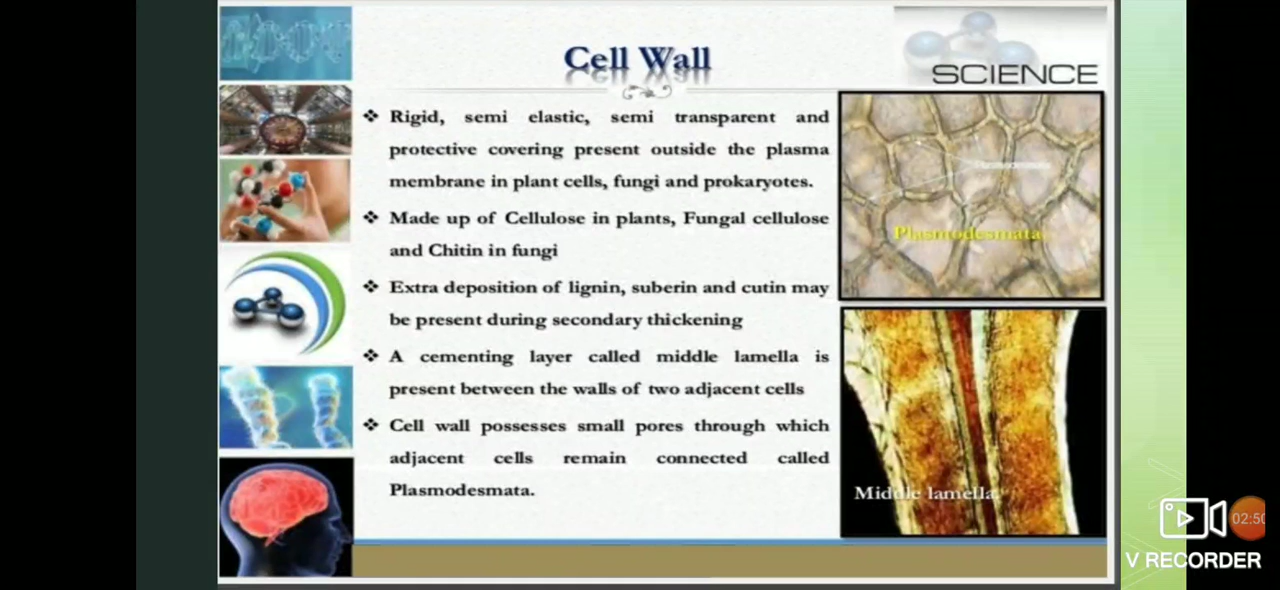 Cell Wall
SCIENCE
❖ Rigid, semi elastic, semi transparent and
protective covering present outside the plasma
membrane in plant cells, fungi and prokaryotes.
❖ Made up of Cellulose in plants, Fungal cellulose
and Chitin in fungi
❖ Extra deposition of lignin, suberin and cutin may
be present during secondary thickening
❖ A cementing layer called middle lamella is
present between the walls of two adjacent cells
❖ Cell wall possesses small pores through which
adjacent cells remain connected called
Plasmodesmata.
Plasmodesmata
Plasmodesmata.
Middle lamella.
02:50
V RECORDER